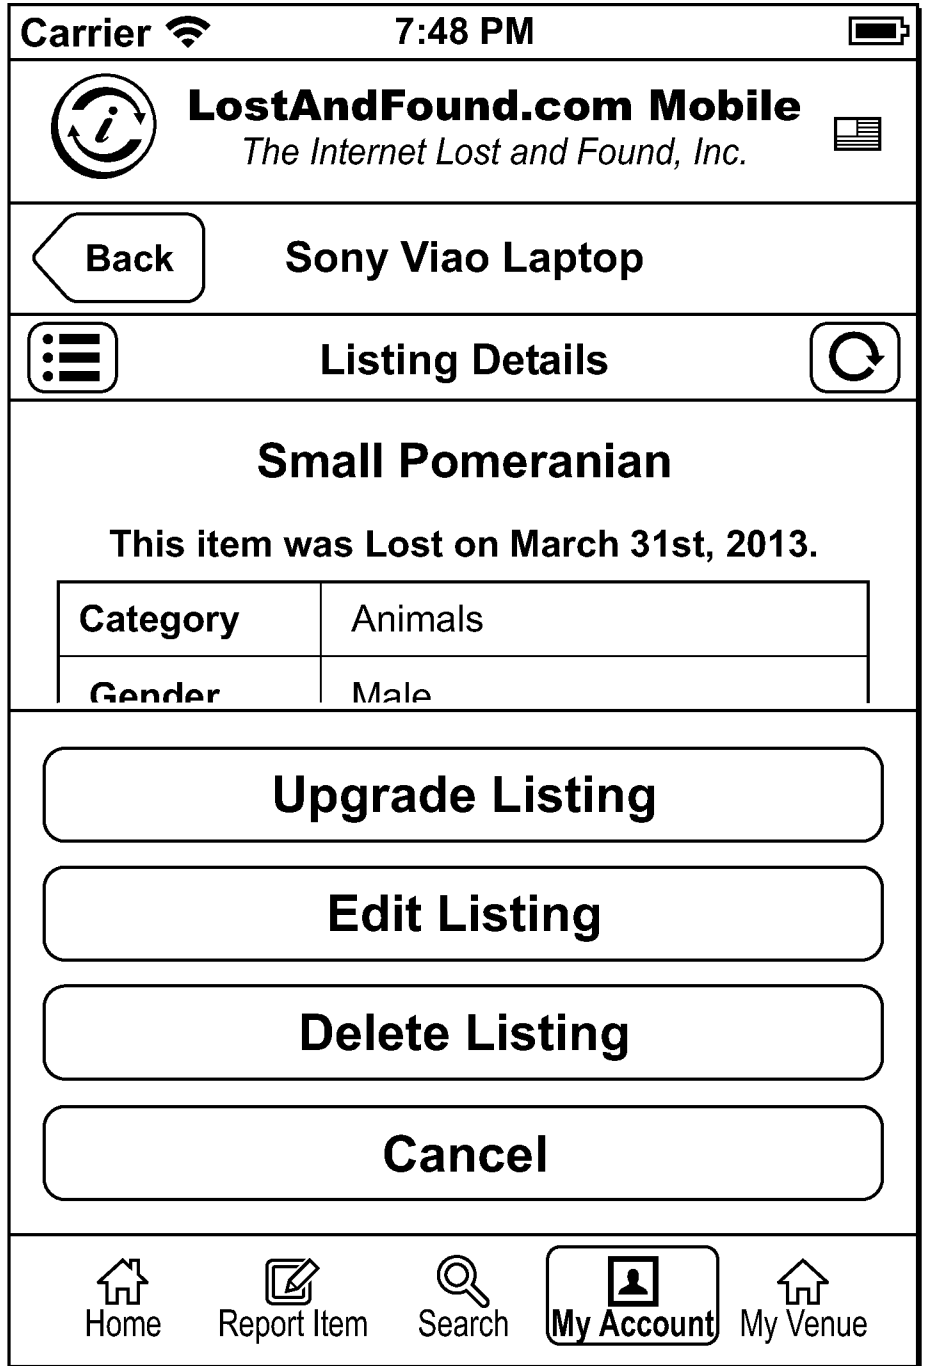 Carrier 7:48 PM
LostAndFound.com Mobile
The Internet Lost and Found, Inc.
Back Sony Viao Laptop
Listing Details
Small Pomeranian
This item was Lost on March 31st, 2013.
Category Animals
Gender Male
Upgrade Listing
Edit Listing
Delete Listing
Cancel
Home Report Item Search My Account My Venue